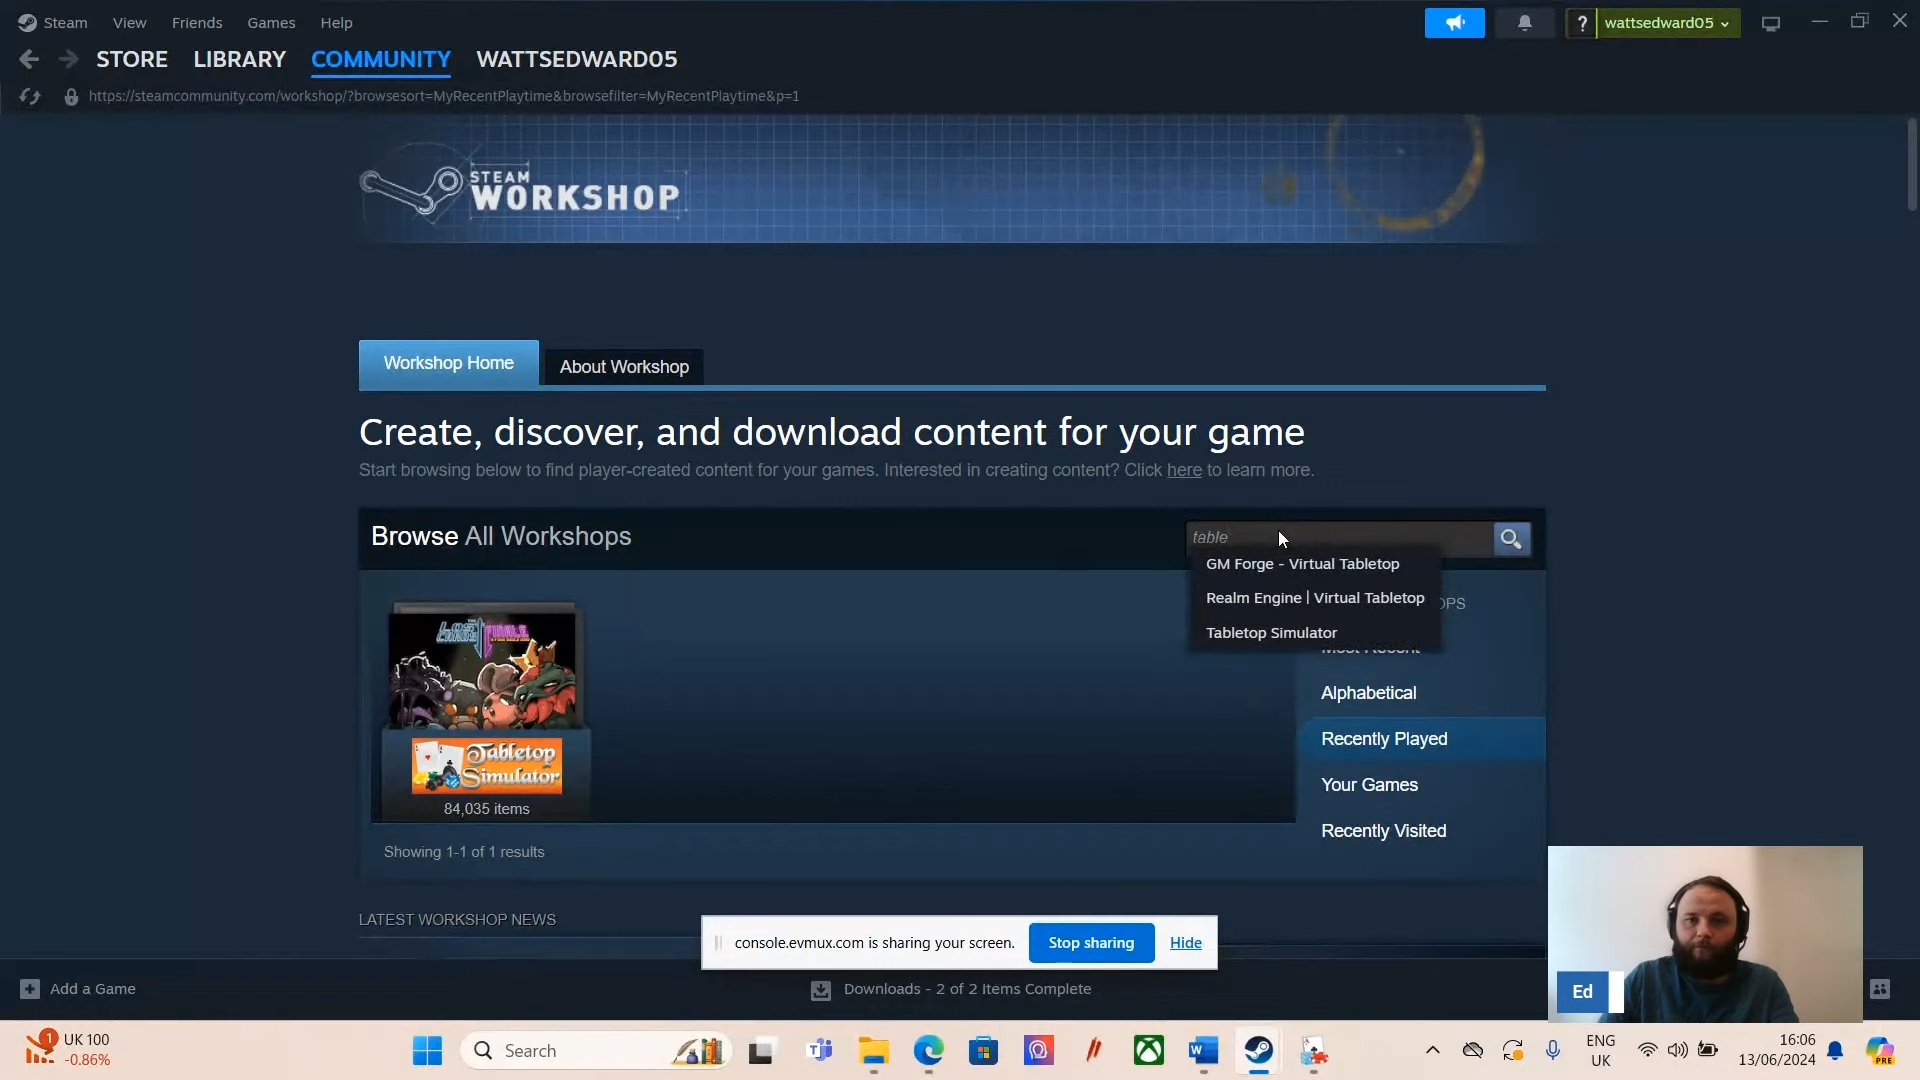 Steam View Friends Games Help
? wattsedward05
STORE LIBRARY COMMUNITY WATTSEDWARD05
https://steamcommunity.com/workshop/?browsesort=MyRecentPlaytime&browsefilter=MyRecentPlaytime&p=1
STEAM
WORKSHOP
Workshop Home
About Workshop
Create, discover, and download content for your game
Start browsing below to find player-created content for your games. Interested in creating content? Click here to learn more.
Browse All Workshops
table
GM Forge - Virtual Tabletop
Realm Engine | Virtual Tabletop
Tabletop Simulator
OPS
Most Recent
Alphabetical
Recently Played
Your Games
Recently Visited
Tabletop
Simulator
84,035 items
Showing 1-1 of 1 results
LATEST WORKSHOP NEWS
console.evmux.com is sharing your screen. Stop sharing Hide
Ed
Add a Game
Downloads - 2 of 2 Items Complete
1
UK 100
-0.86%
Search
ENG
UK
16:06
13/06/2024
PRE